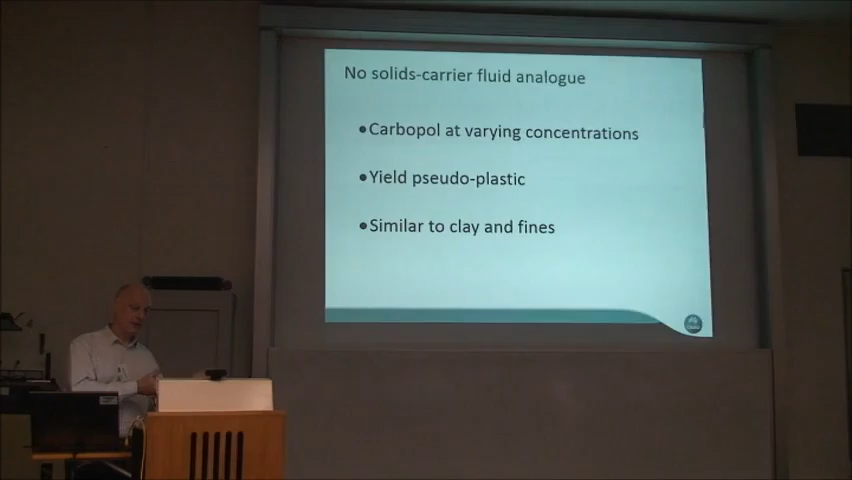 No solids-carrier fluid analogue
•Carbopol at varying concentrations
•Yield pseudo-plastic
•Similar to clay and fines